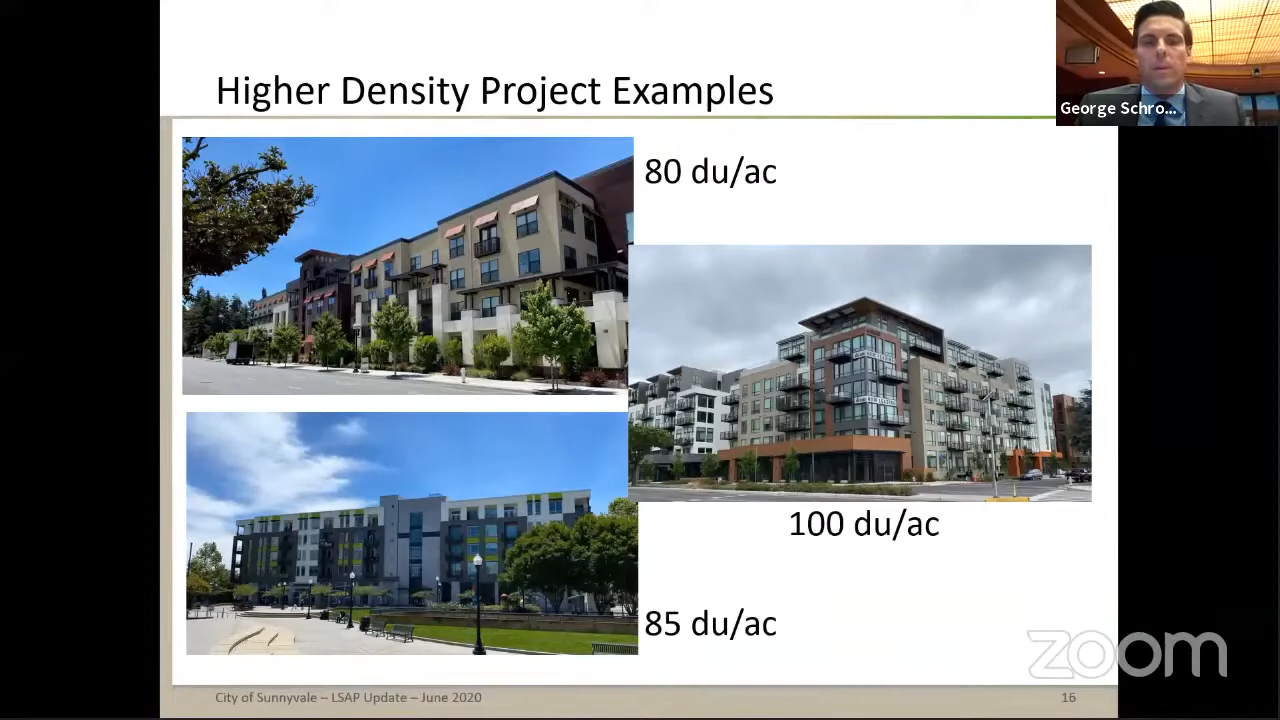 Higher Density Project Examples
George Schro...
80 du/ac
100 du/ac
85 du/ac
zoom
City of Sunnyvale – LSAP Update – June 2020
16